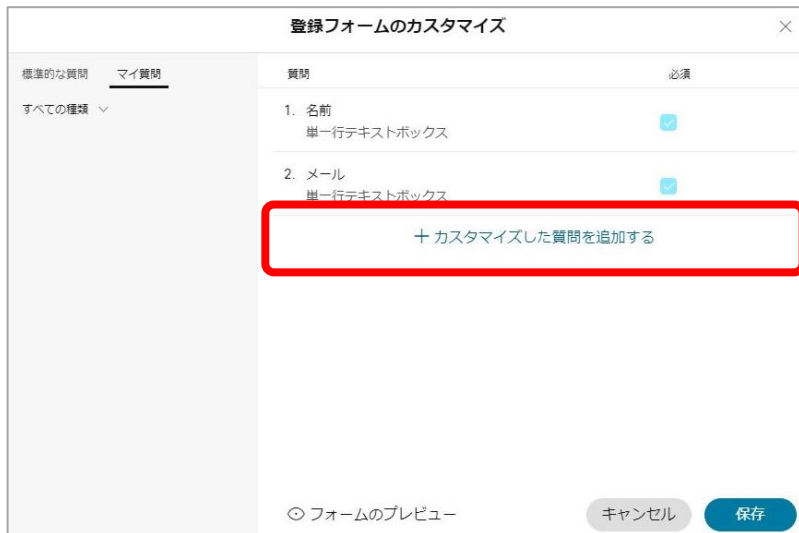 登録フォームのカスタマイズ
標準的な質問 マイ質問
すべての種類
質問 必須
1. 名前
単一行テキストボックス
2. メール
単一行テキストボックス
＋カスタマイズした質問を追加する
フォームのプレビュー
キャンセル
保存